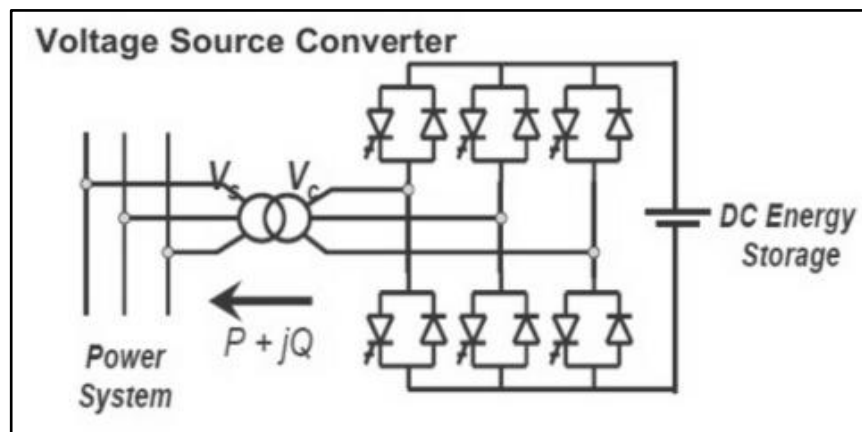 Voltage Source Converter
Vs
Vc
DC Energy
Storage
P + jQ
Power
System